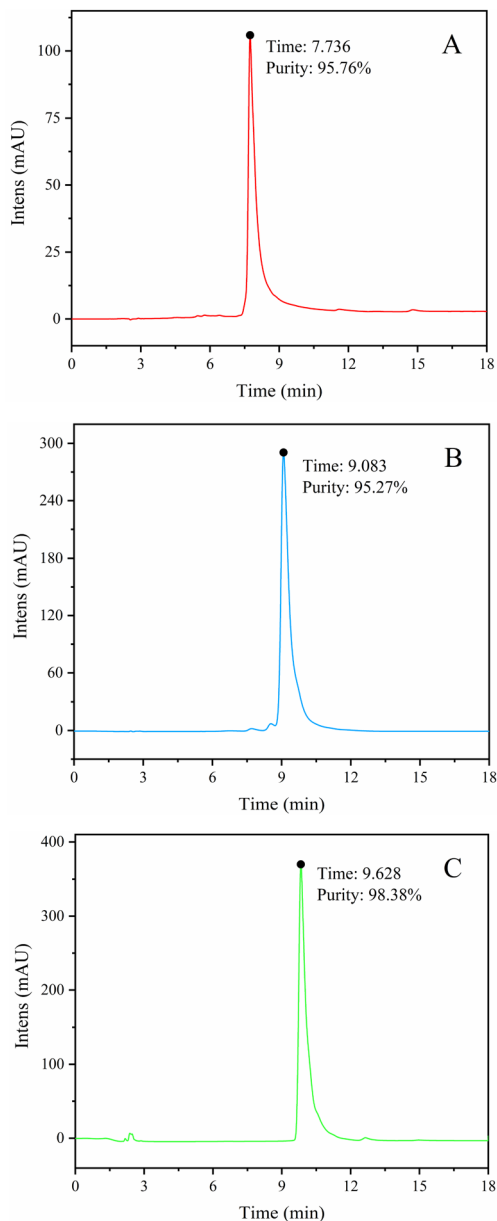 A
Time: 7.736
Purity: 95.76%
100
75
50
25
0
Intens (mAU)
0 3 6 9 12 15 18
Time (min)
B
Time: 9.083
Purity: 95.27%
300
240
180
120
60
0
Intens (mAU)
0 3 6 9 12 15 18
Time (min)
C
Time: 9.628
Purity: 98.38%
400
300
200
100
0
Intens (mAU)
0 3 6 9 12 15 18
Time (min)